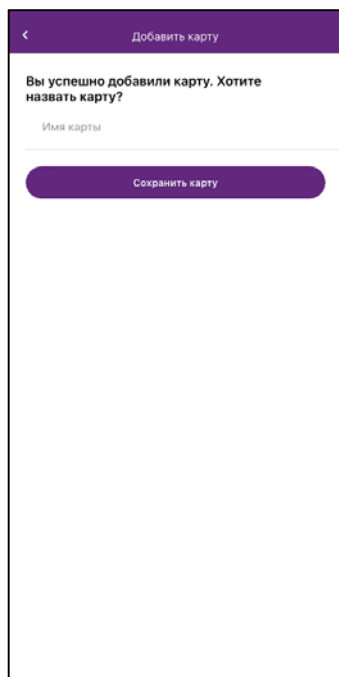 Добавить карту
Вы успешно добавили карту. Хотите
назвать карту?
Имя карты
Сохранить карту